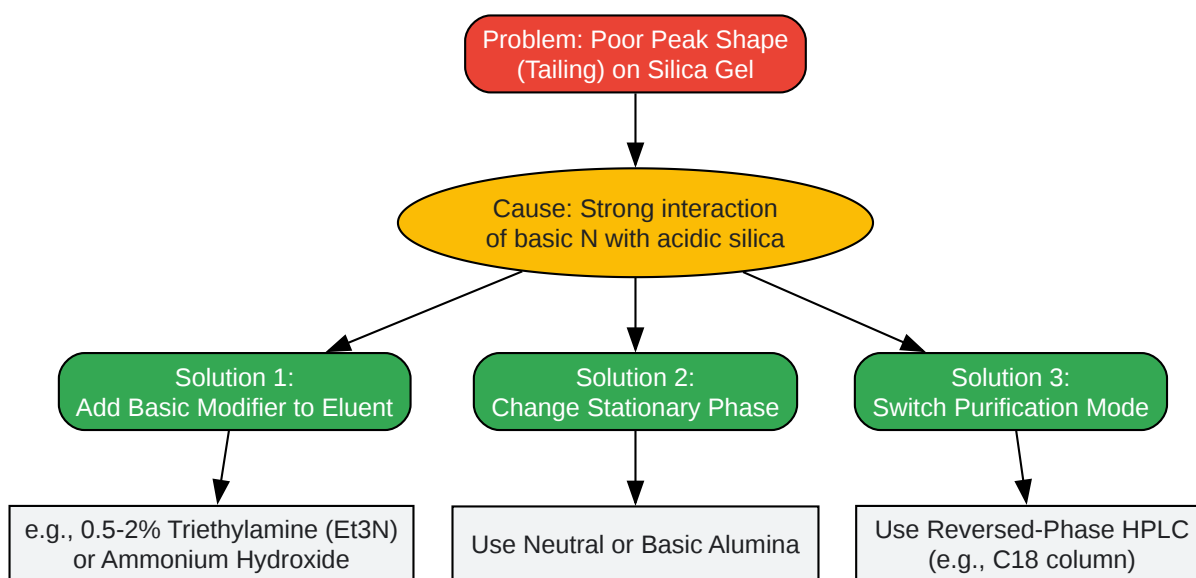 Problem: Poor Peak Shape
(Tailing) on Silica Gel
Cause: Strong interaction
of basic N with acidic silica
Solution 1:
Add Basic Modifier to Eluent
Solution 2:
Change Stationary Phase
Solution 3:
Switch Purification Mode
e.g., 0.5-2% Triethylamine (Et3N)
or Ammonium Hydroxide
Use Neutral or Basic Alumina
Use Reversed-Phase HPLC
(e.g., C18 column)